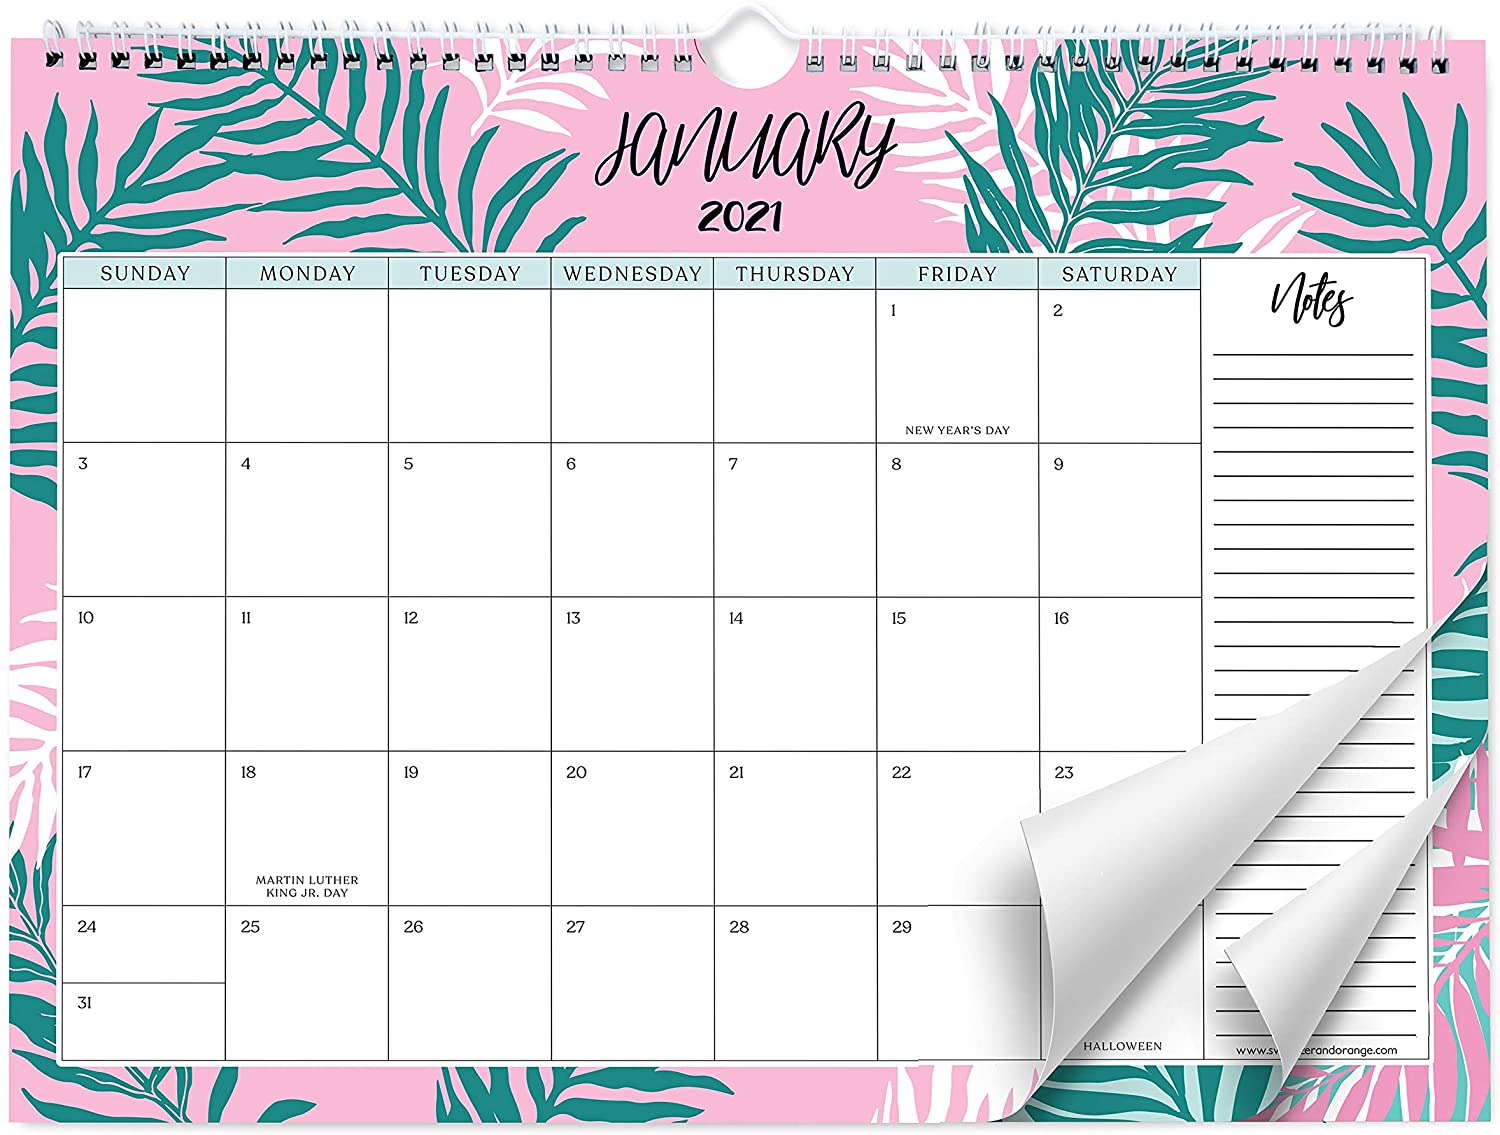 JANUARY
2021
SUNDAY MONDAY TUESDAY WEDNESDAY THURSDAY FRIDAY SATURDAY
Notes
1 2
NEW YEAR'S DAY
3 4 5 6 7 8 9
10 11 12 13 14 15 16
17 18 19 20 21 22 23
MARTIN LUTHER
KING JR. DAY
24 25 26 27 28 29
31
HALLOWEEN